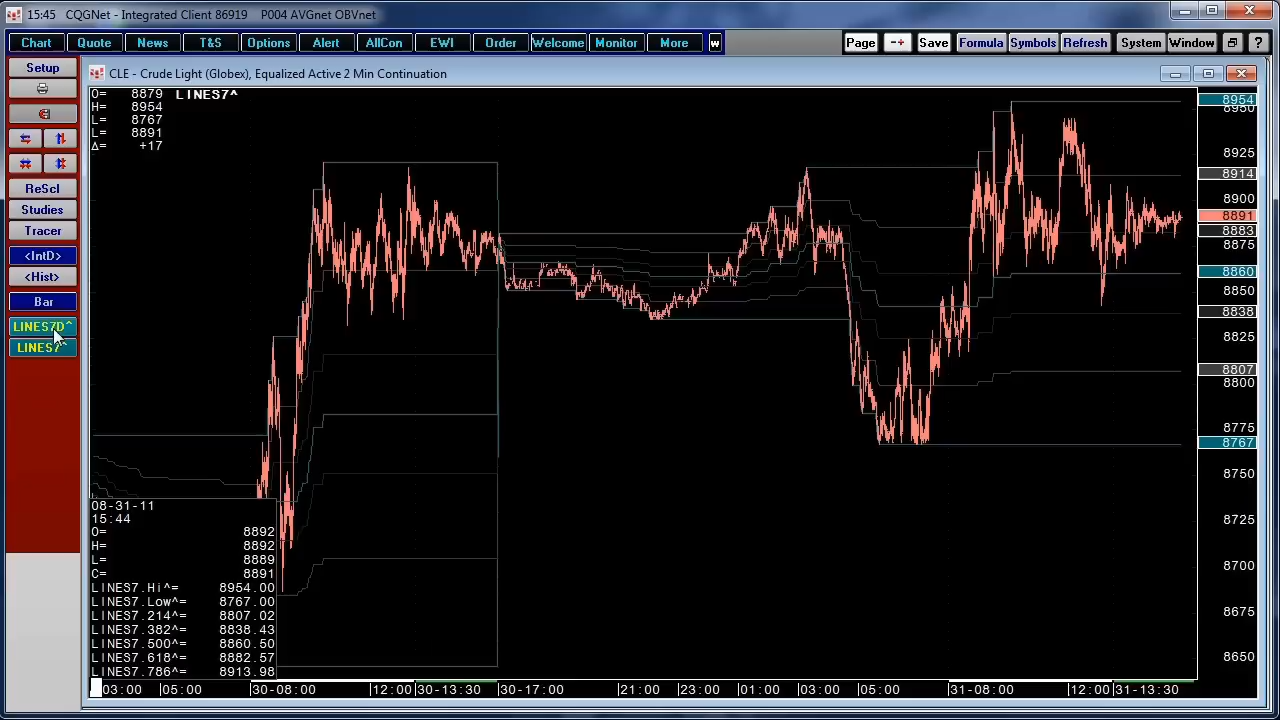 15:45 CQGNet - Integrated Client 86919 P004 AVGnet OBVnet
Chart Quote News T&S Options Alert AllCon EWI Order Welcome Monitor More w Page -+ Save Formula Symbols Refresh System Window ?
Setup
ReScl
Studies
Tracer
<IntD>
<Hist>
Bar
LINES7D^
LINES7^
CLE - Crude Light (Globex), Equalized Active 2 Min Continuation
O= 8879 LINES7^
H= 8954
L= 8767
L= 8891
Δ= +17
8954
8950
8925
8914
8900
8891
8883
8875
8860
8850
8838
8825
8807
8800
8775
8767
8750
8725
8700
8675
8650
08-31-11
15:44
O= 8892
H= 8892
L= 8889
C= 8891
LINES7.Hi^= 8954.00
LINES7.Low^= 8767.00
LINES7.214^= 8807.02
LINES7.382^= 8838.43
LINES7.500^= 8860.50
LINES7.618^= 8882.57
LINES7.786^= 8913.98
03:00 05:00 30-08:00 12:00 30-13:30 30-17:00 21:00 23:00 01:00 03:00 05:00 31-08:00 12:00 31-13:30